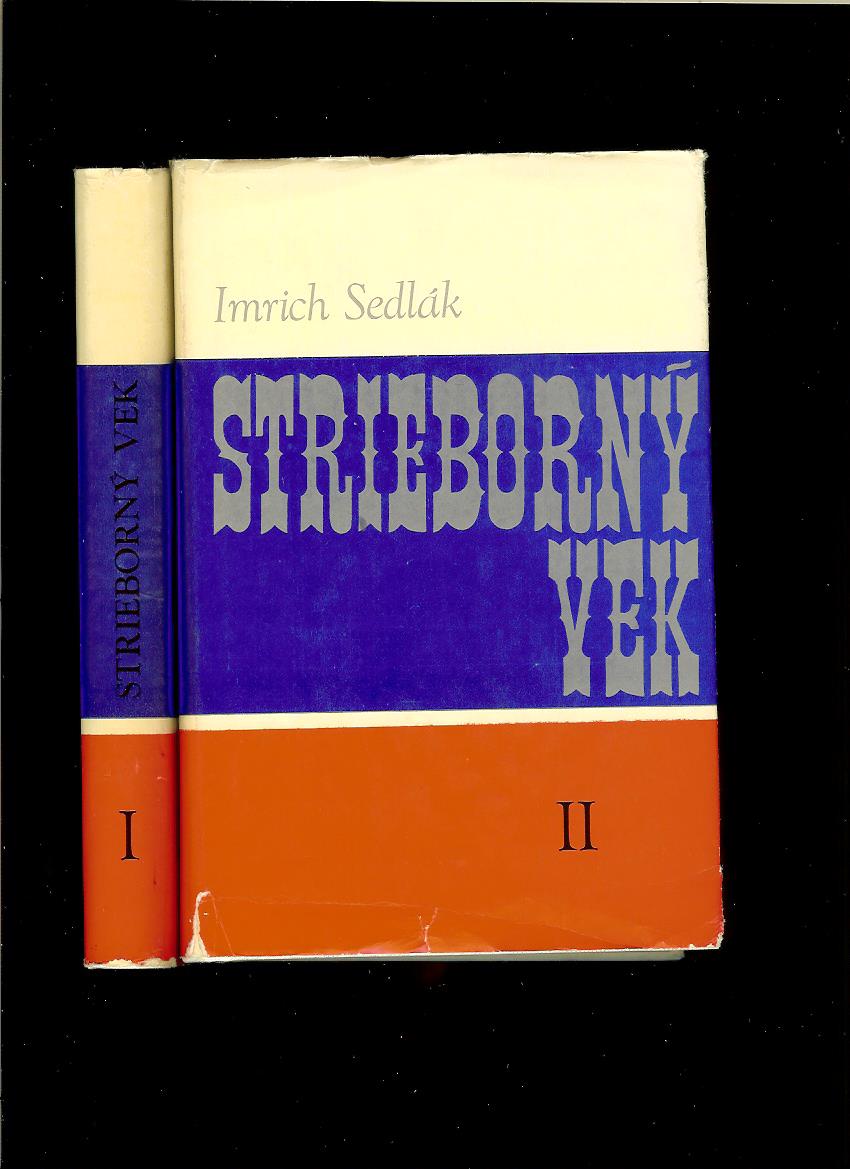 STRIEBORNÝ VEK
I
Imrich Sedlák
STRIEBORNÝ
VEK
II